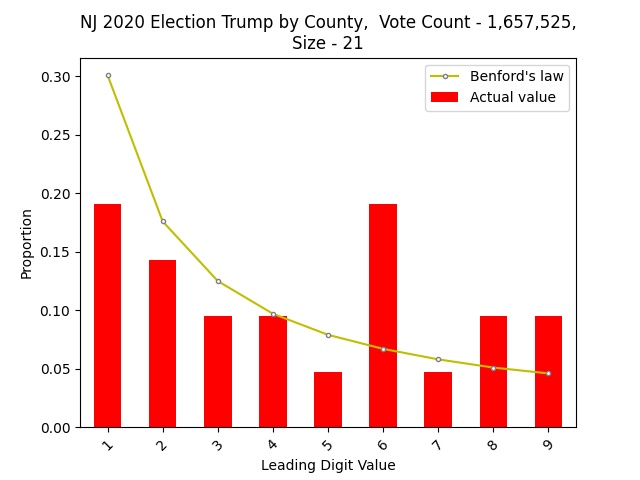 NJ 2020 Election Trump by County,  Vote Count - 1,657,525,
Size - 21
Benford's law
Actual value
0.30
0.25
0.20
0.15
0.10
0.05
0.00
Proportion
1 2 3 4 5 6 7 8 9
Leading Digit Value